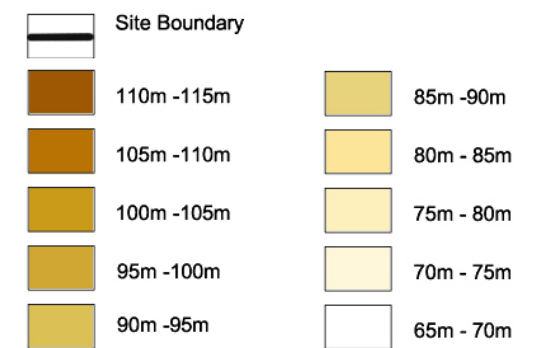 Site Boundary
110m -115m
105m -110m
100m -105m
95m -100m
90m -95m
85m -90m
80m - 85m
75m - 80m
70m - 75m
65m - 70m